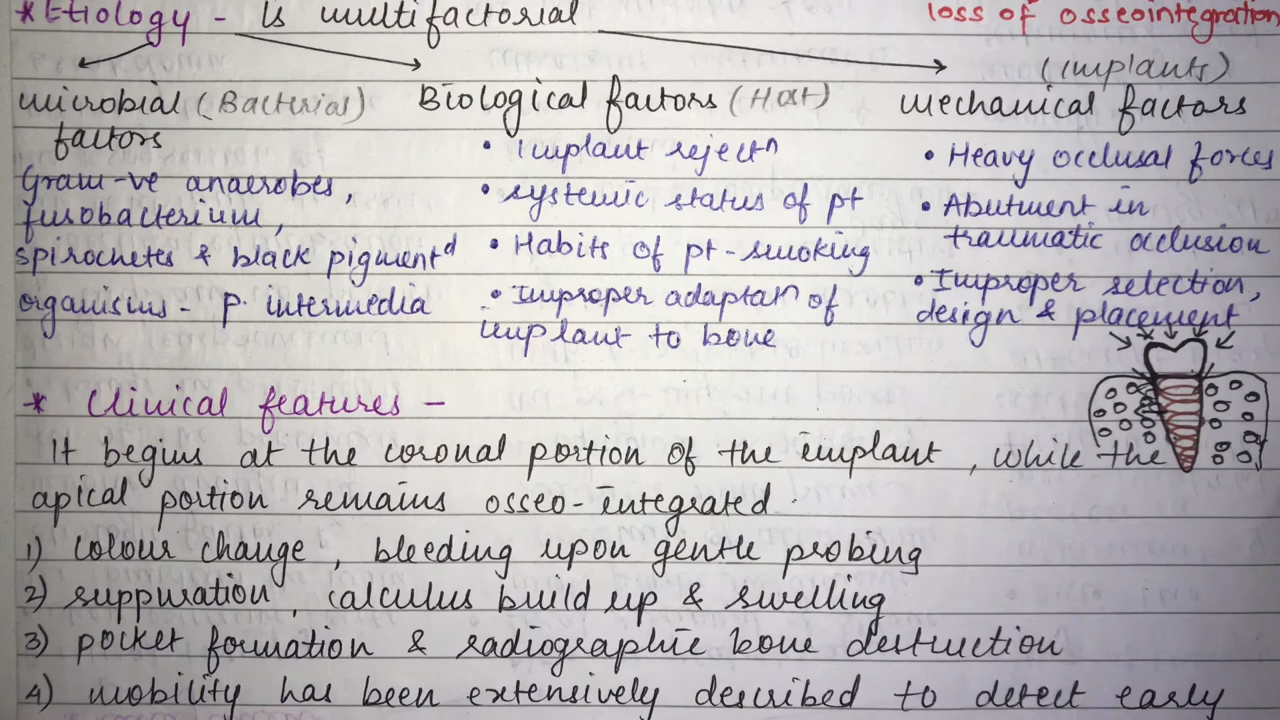 *Etiology - is multifactorial
loss of osseointegration
(implants)
microbial (Bacterial) factors
Gram-ve anaerobes,
fusobacterium,
spirochetes & black pigmentd
organisms - p. intermedia
Biological factors (Host)
• Implant rejectn
• systemic status of pt
• Habits of pt - smoking
• Improper adaptatn of
implant to bone
mechanical factors
• Heavy occlusal forces
• Abutment in
traumatic occlusion
• Improper selection,
design & placement
* Clinical features -
It begins at the coronal portion of the implant, while the
apical portion remains osseo-integrated.
1) colour change, bleeding upon gentle probing
2) suppuration, calculus build up & swelling
3) pocket formation & radiographic bone destruction
4) mobility has been extensively described to detect early